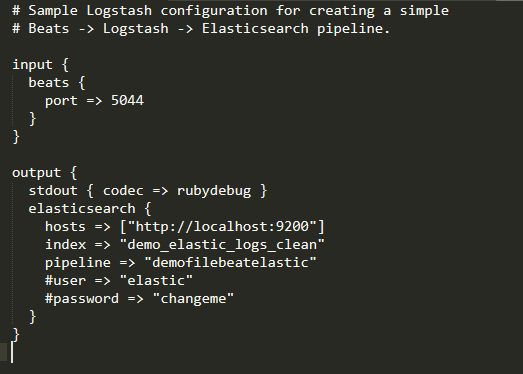 # Sample Logstash configuration for creating a simple
# Beats -> Logstash -> Elasticsearch pipeline.
input {
beats {
port => 5044
}
}
output {
stdout { codec => rubydebug }
elasticsearch {
hosts => ["http://localhost:9200"]
index => "demo_elastic_logs_clean"
pipeline => "demofilebeatelastic"
#user => "elastic"
#password => "changeme"
}
}